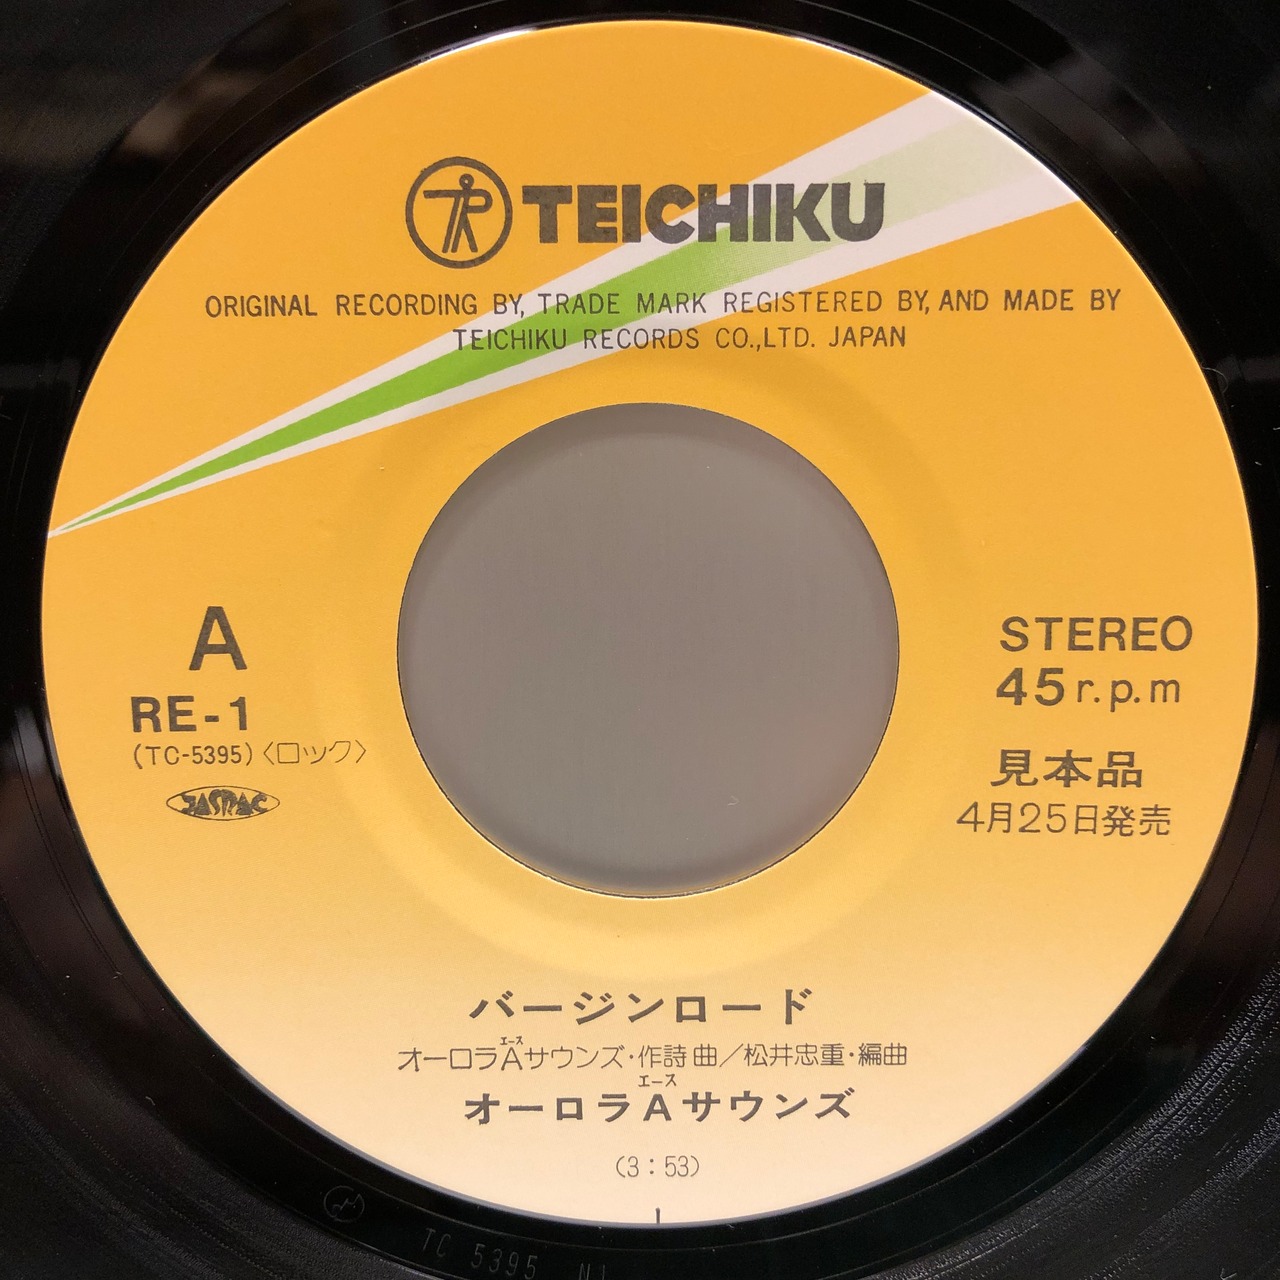 TEICHIKU
ORIGINAL RECORDING BY, TRADE MARK REGISTERED BY, AND MADE BY
TEICHIKU RECORDS CO.,LTD. JAPAN
A
RE-1
(TC-5395)〈ロック〉
JASRAC
STEREO
45 r.p.m
見本品
4月25日発売
バージンロード
エース
オーロラAサウンズ・作詩曲／松井忠重・編曲
エース
オーロラAサウンズ
(3:53)
TC 5395 N1